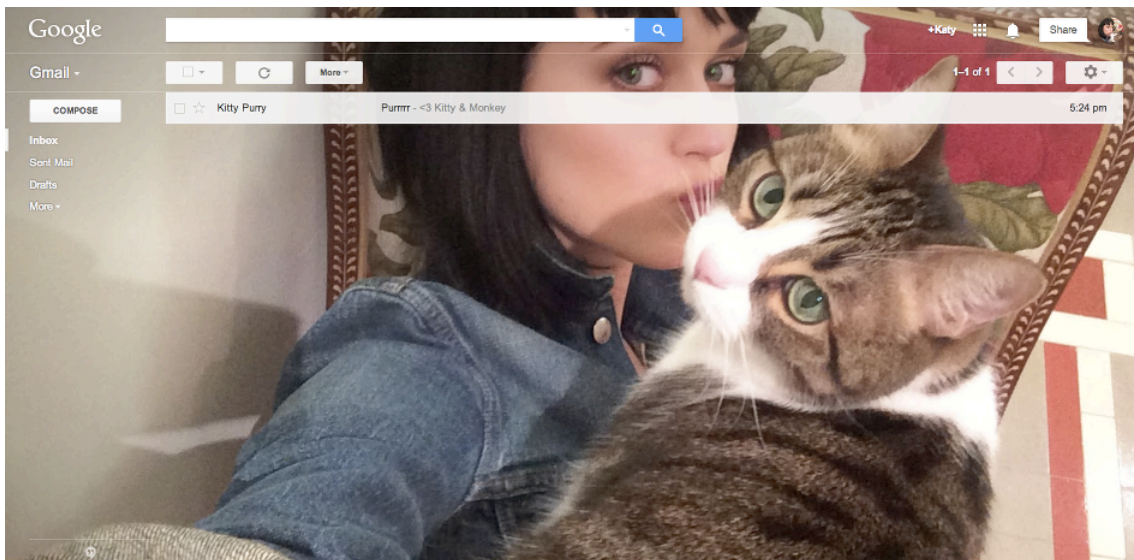 Google
+Katy
Share
Gmail
More
1–1 of 1
COMPOSE
Kitty Purry Purrrrr - <3 Kitty & Monkey 5:24 pm
Inbox
Sent Mail
Drafts
More